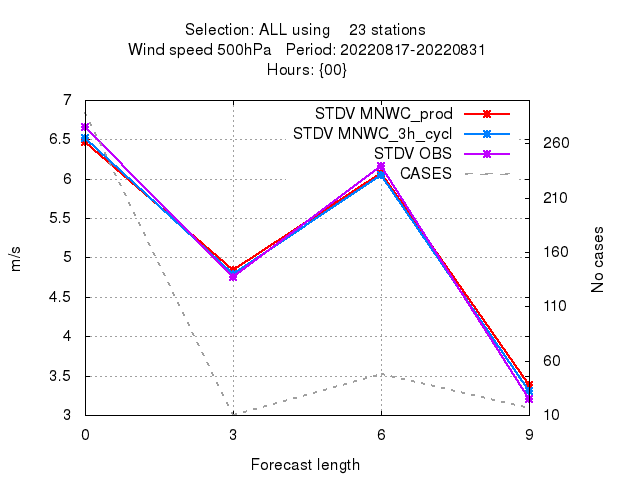 Selection: ALL using    23 stations
Wind speed 500hPa   Period: 20220817-20220831
Hours: {00}
STDV MNWC_prod
STDV MNWC_3h_cycl
STDV OBS
CASES
7
6.5
6
5.5
5
4.5
4
3.5
3
m/s
260
210
160
110
60
10
No cases
0 3 6 9
Forecast length